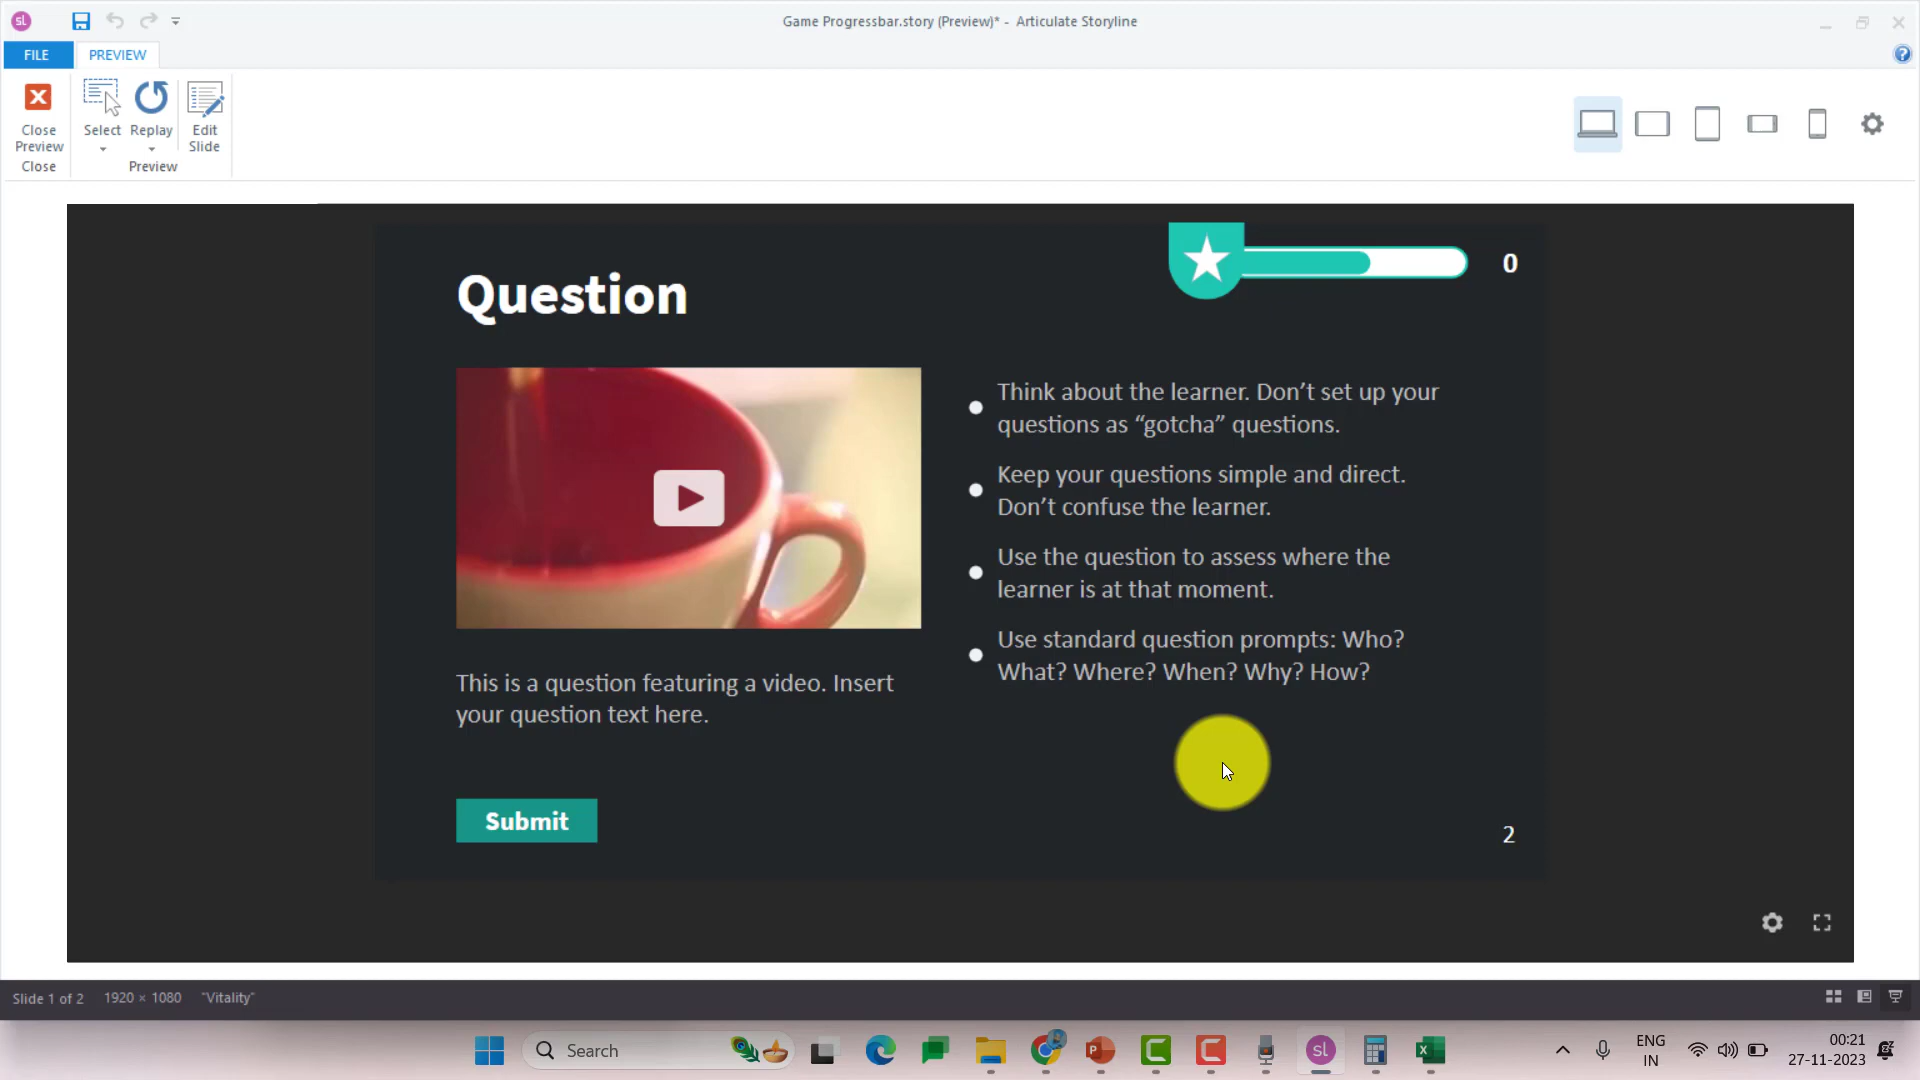 sl
Game Progressbar.story (Preview)* - Articulate Storyline
FILE
PREVIEW
?
Close Preview
Select
Replay
Edit Slide
Close
Preview
0
Question
Think about the learner. Don’t set up your
questions as “gotcha” questions.
Keep your questions simple and direct.
Don’t confuse the learner.
Use the question to assess where the
learner is at that moment.
Use standard question prompts: Who?
What? Where? When? Why? How?
This is a question featuring a video. Insert
your question text here.
Submit
2
Slide 1 of 2
1920 × 1080
"Vitality"
Search
P
C
C
sl
X
ENG
IN
00:21
27-11-2023